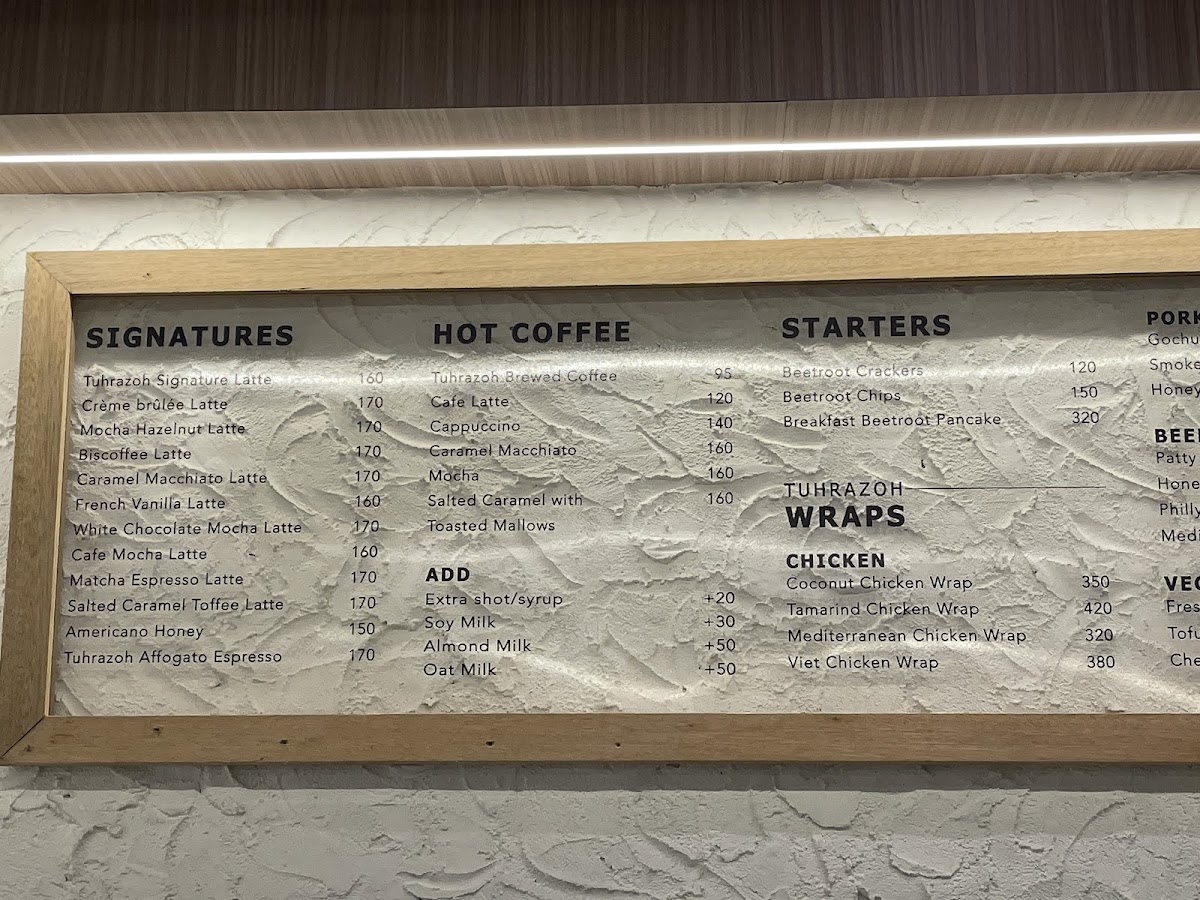 SIGNATURES
Tuhrazoh Signature Latte 160
Crème brûlée Latte 170
Mocha Hazelnut Latte 170
Biscoffee Latte 170
Caramel Macchiato Latte 170
French Vanilla Latte 160
White Chocolate Mocha Latte 170
Cafe Mocha Latte 160
Matcha Espresso Latte 170
Salted Caramel Toffee Latte 170
Americano Honey 150
Tuhrazoh Affogato Espresso 170
HOT COFFEE
Tuhrazoh Brewed Coffee 95
Cafe Latte 120
Cappuccino 140
Caramel Macchiato 160
Mocha 160
Salted Caramel with 160
Toasted Mallows
ADD
Extra shot/syrup +20
Soy Milk +30
Almond Milk +50
Oat Milk +50
STARTERS
Beetroot Crackers 120
Beetroot Chips 150
Breakfast Beetroot Pancake 320
TUHRAZOH
WRAPS
CHICKEN
Coconut Chicken Wrap 350
Tamarind Chicken Wrap 420
Mediterranean Chicken Wrap 320
Viet Chicken Wrap 380
PORK
Patty